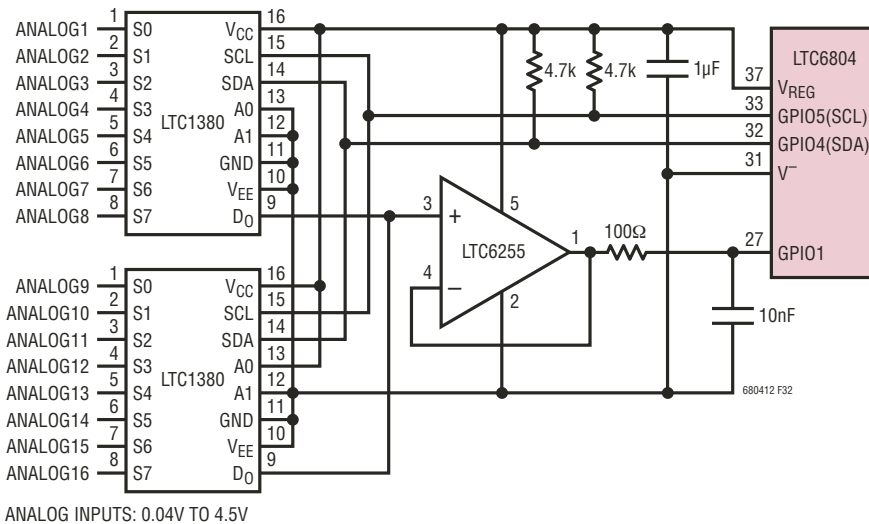 ANALOG1 1 S0 VCC 16
ANALOG2 2 S1 SCL 15
ANALOG3 3 S2 SDA 14
ANALOG4 4 S3 A0 13
LTC1380
ANALOG5 5 S4 A1 12
ANALOG6 6 S5 GND 11
ANALOG7 7 S6 VEE 10
ANALOG8 8 S7 DO 9
ANALOG9 1 S0 VCC 16
ANALOG10 2 S1 SCL 15
ANALOG11 3 S2 SDA 14
ANALOG12 4 S3 A0 13
LTC1380
ANALOG13 5 S4 A1 12
ANALOG14 6 S5 GND 11
ANALOG15 7 S6 VEE 10
ANALOG16 8 S7 DO 9
3 +
4 –
5
LTC6255
1
2
100Ω
4.7k
4.7k
1µF
10nF
LTC6804
37 VREG
33 GPIO5(SCL)
32 GPIO4(SDA)
31 V–
27 GPIO1
680412 F32
ANALOG INPUTS: 0.04V TO 4.5V